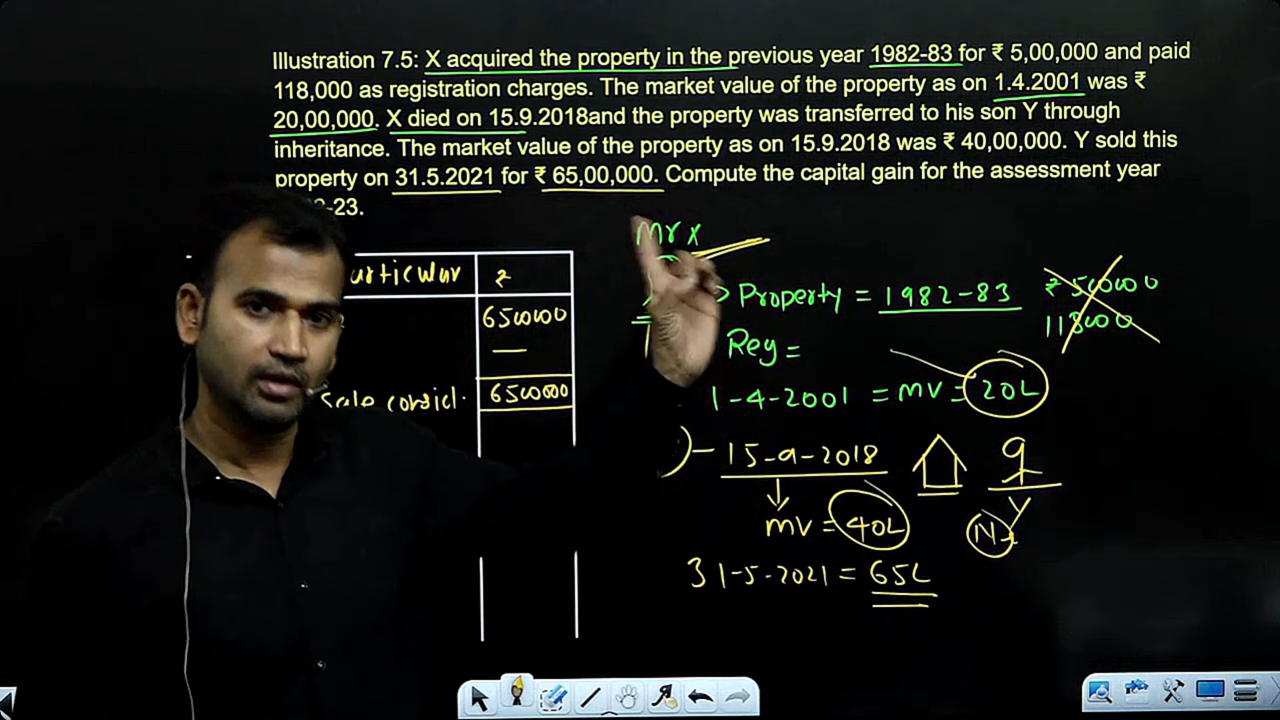 Illustration 7.5: X acquired the property in the previous year 1982-83 for ₹ 5,00,000 and paid
118,000 as registration charges. The market value of the property as on 1.4.2001 was ₹
20,00,000. X died on 15.9.2018and the property was transferred to his son Y through
inheritance. The market value of the property as on 15.9.2018 was ₹ 40,00,000. Y sold this
property on 31.5.2021 for ₹ 65,00,000. Compute the capital gain for the assessment year
-23.
articular ₹
6500000
—
Sale consid. 6500000
Mr X
Property = 1982-83 ₹ 500000
118000
Reg =
1-4-2001 = MV = 20L
15-9-2018
Y
MV = 40L
31-5-2021 = 65L